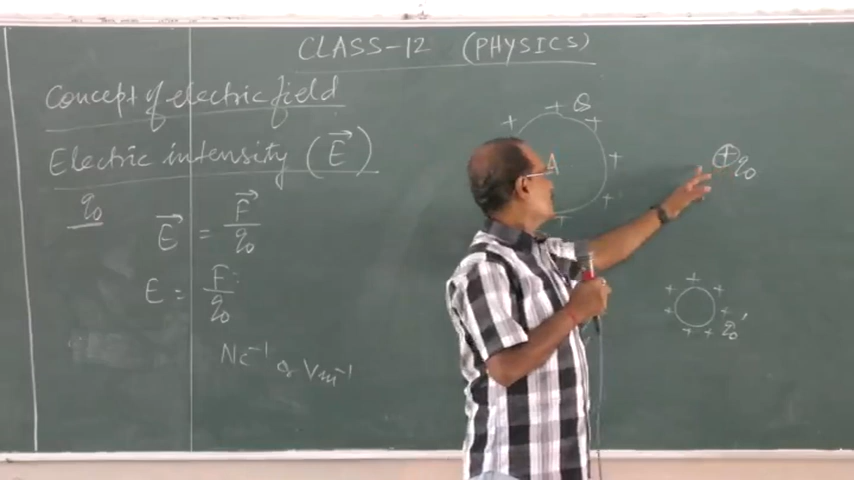 CLASS-12 (PHYSICS)
Concept of electric field
Electric intensity (E⃗)
q₀
E⃗ = F⃗/q₀
E = F/q₀
NC⁻¹ or Vm⁻¹
+ + + + + +
Q
A
+ q₀
+ + + + + + +
q₀'